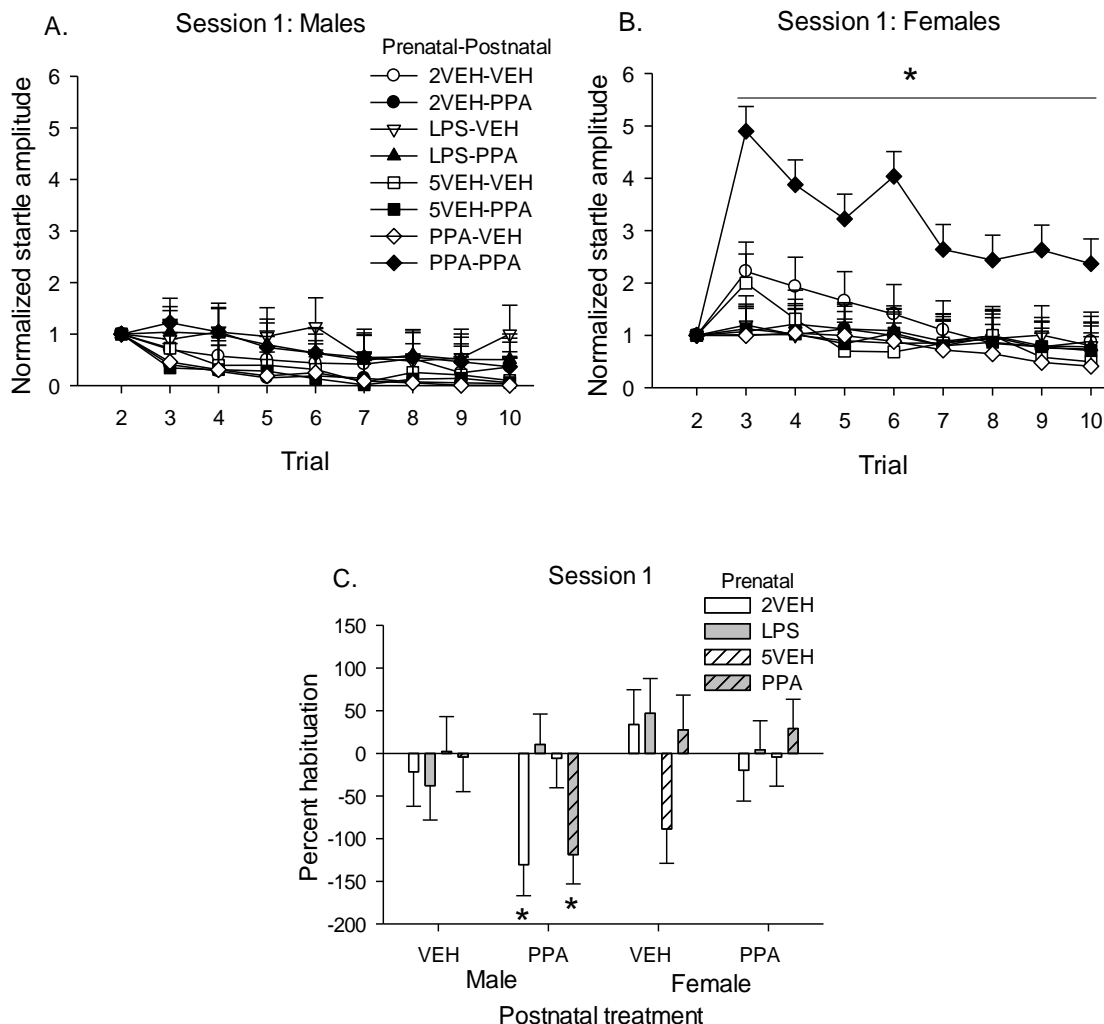 A.
Session 1: Males
Normalized startle amplitude
6
5
4
3
2
1
0
Prenatal-Postnatal
2VEH-VEH
2VEH-PPA
LPS-VEH
LPS-PPA
5VEH-VEH
5VEH-PPA
PPA-VEH
PPA-PPA
2 3 4 5 6 7 8 9 10
Trial
B.
Session 1: Females
Normalized startle amplitude
6
5
4
3
2
1
0
*
2 3 4 5 6 7 8 9 10
Trial
C.
Session 1
Prenatal
2VEH
LPS
5VEH
PPA
Percent habituation
150
100
50
0
-50
-100
-150
-200
* *
VEH PPA VEH PPA
Male Female
Postnatal treatment